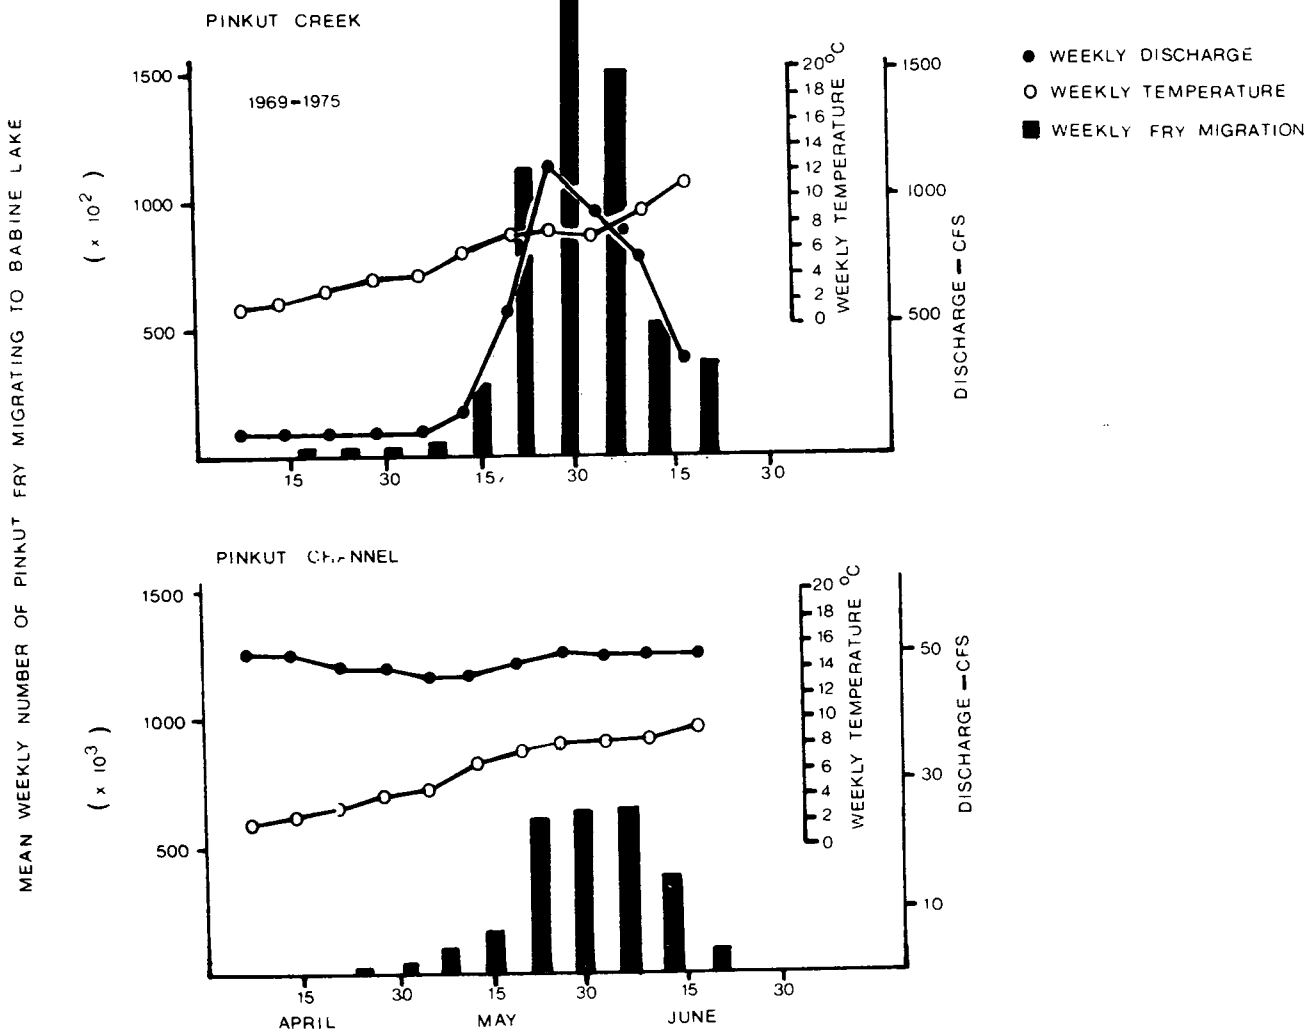 PINKUT CREEK
1969-1975
1500
1000
500
( x 10² )
20°C
18
16
14
12
10
8
6
4
2
0
WEEKLY TEMPERATURE
1500
1000
500
DISCHARGE — CFS
15
30
15
30
15
30
WEEKLY DISCHARGE
WEEKLY TEMPERATURE
WEEKLY FRY MIGRATION
MEAN WEEKLY NUMBER OF PINKUT FRY MIGRATING TO BABINE LAKE
PINKUT CHANNEL
1500
1000
500
( x 10³ )
20 °C
18
16
14
12
10
8
6
4
2
0
WEEKLY TEMPERATURE
50
30
10
DISCHARGE — CFS
15
30
15
30
15
30
APRIL
MAY
JUNE